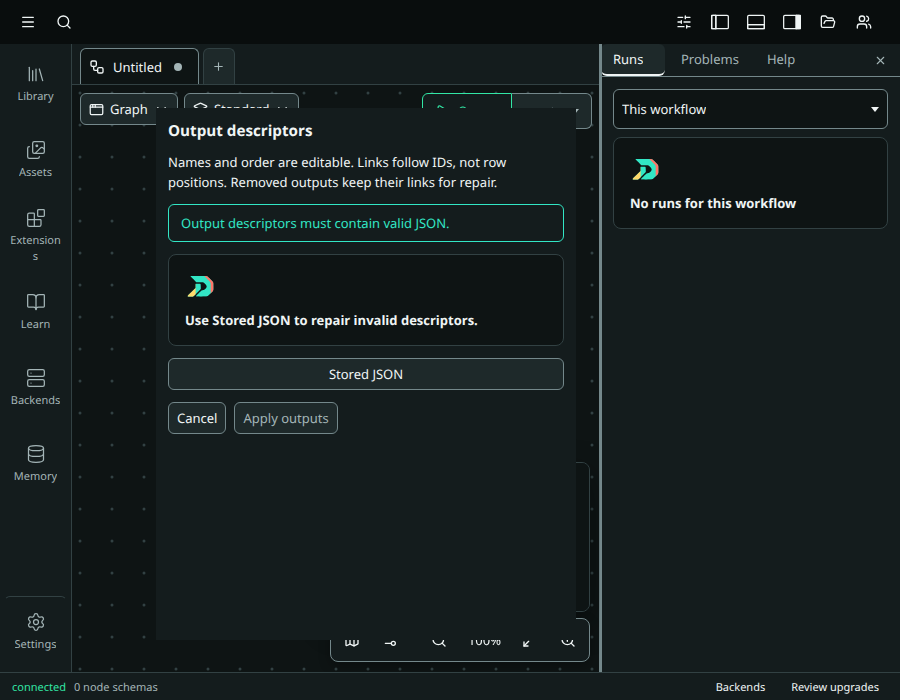 Untitled
+
Runs
Problems
Help
Library
Assets
Extension
s
Learn
Backends
Memory
Settings
Graph
Standard
Output descriptors
Names and order are editable. Links follow IDs, not row
positions. Removed outputs keep their links for repair.
Output descriptors must contain valid JSON.
Use Stored JSON to repair invalid descriptors.
Stored JSON
Cancel
Apply outputs
100%
This workflow
No runs for this workflow
connected
0 node schemas
Backends
Review upgrades